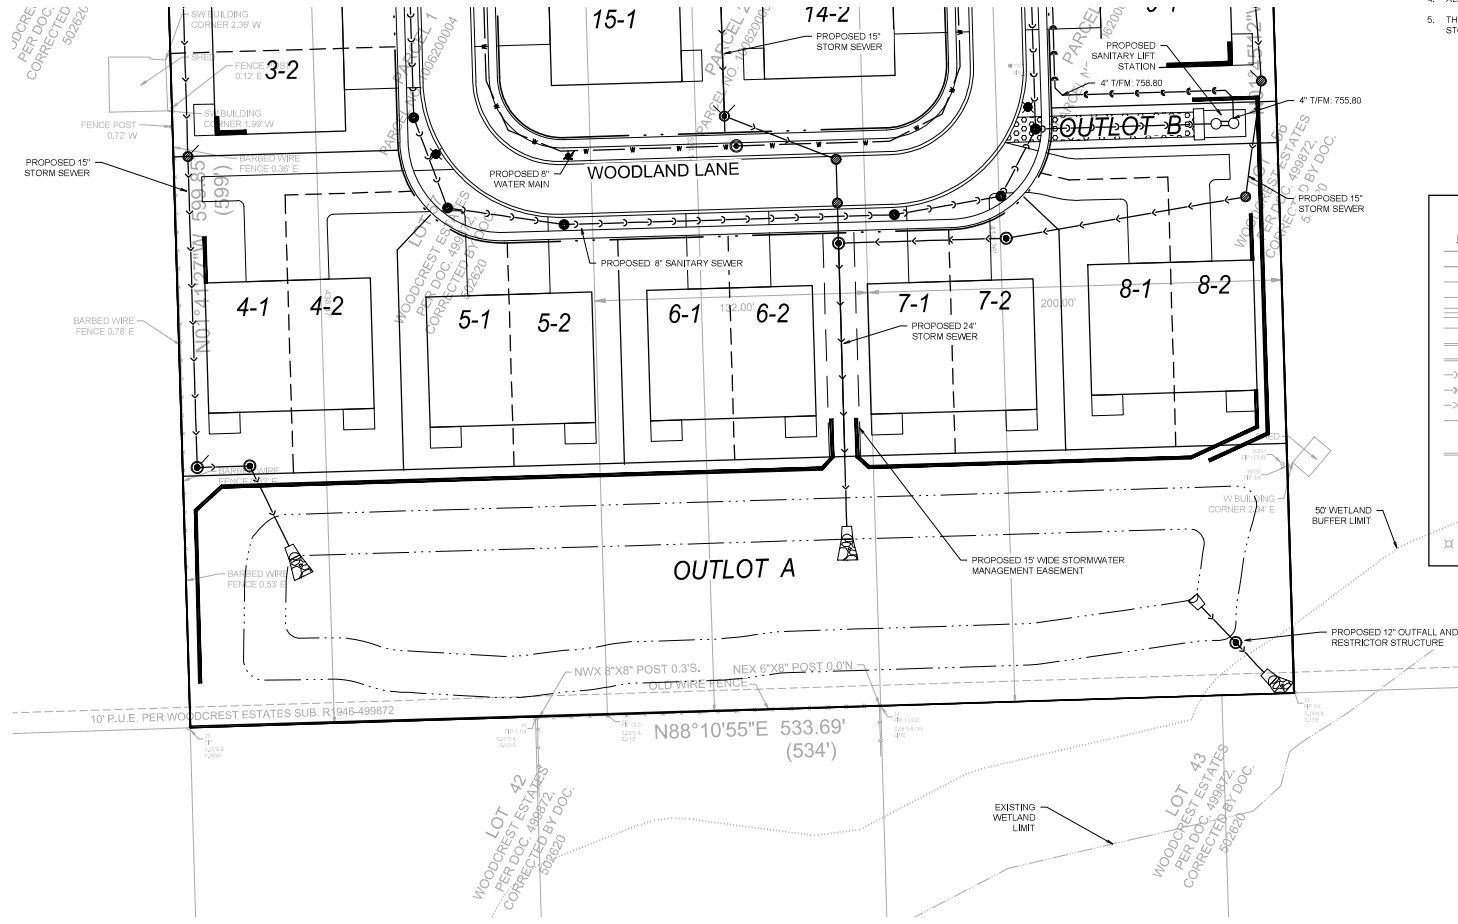 SW BUILDING
CORNER 2.36' W
SHED
FENCE POST
0.12' E
SW BUILDING
CORNER 1.99' W
FENCE POST
0.72' W
BARBED WIRE
FENCE 0.36' E
PROPOSED 15"
STORM SEWER
3-2
15-1
14-2
PARCEL 1
PROPOSED 15"
STORM SEWER
PROPOSED
SANITARY LIFT
STATION
4" T/FM: 758.80
4" T/FM: 755.80
OUTLOT B
PROPOSED 8"
WATER MAIN
WOODLAND LANE
PROPOSED 15"
STORM SEWER
N01°41'27"W 599.85'
(599')
PROPOSED 8" SANITARY SEWER
4-1
4-2
5-1
5-2
6-1
6-2
7-1
7-2
8-1
8-2
132.00'
200.00'
BARBED WIRE
FENCE 0.78' E
PROPOSED 24"
STORM SEWER
BARBED WIRE
W BUILDING
CORNER 2.34' E
50' WETLAND
BUFFER LIMIT
OUTLOT A
PROPOSED 15' WIDE STORMWATER
MANAGEMENT EASEMENT
BARBED WIRE
FENCE 0.53' E
PROPOSED 12" OUTFALL AND
RESTRICTOR STRUCTURE
NWX 8"X8" POST 0.3'S.
NEX 6"X8" POST 0.0'N.
OLD WIRE FENCE
10' P.U.E. PER WOODCREST ESTATES SUB. R1946-499872
N88°10'55"E 533.69'
(534')
LOT 42
WOODCREST ESTATES
PER DOC. 499872,
CORRECTED BY DOC.
502620
EXISTING
WETLAND
LIMIT
LOT 43
WOODCREST ESTATES
PER DOC. 499872,
CORRECTED BY DOC.
502620